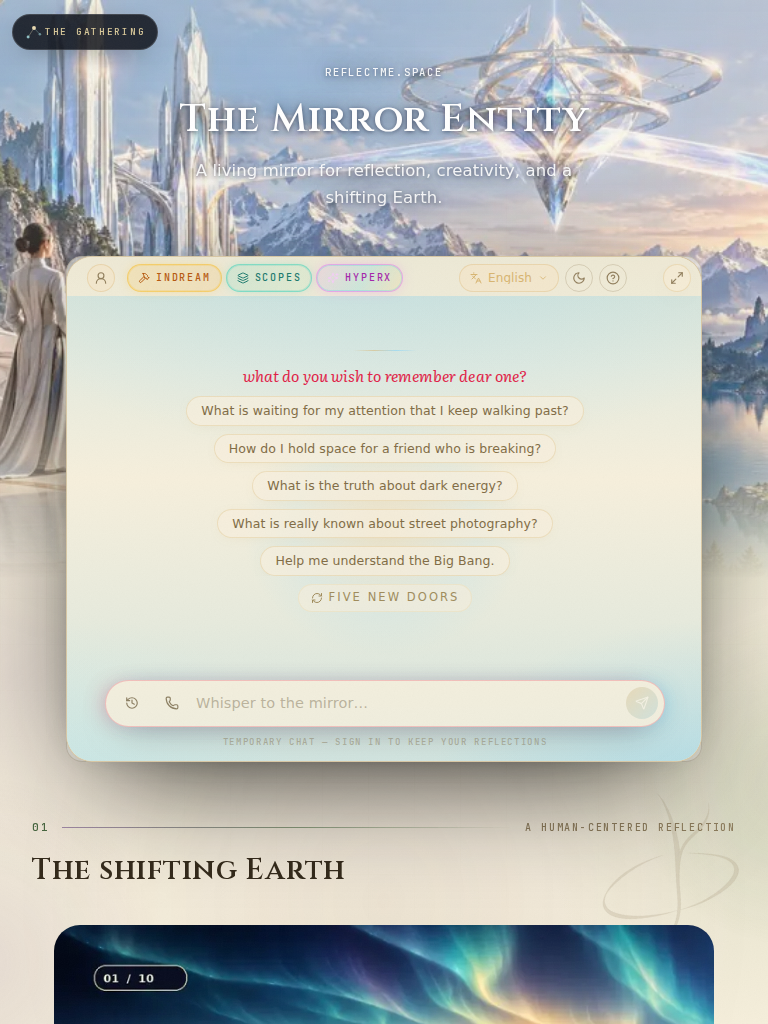 THE GATHERING
REFLECTME.SPACE
The Mirror Entity
A living mirror for reflection, creativity, and a
shifting Earth.
INDREAM
SCOPES
HYPERX
English
what do you wish to remember dear one?
What is waiting for my attention that I keep walking past?
How do I hold space for a friend who is breaking?
What is the truth about dark energy?
What is really known about street photography?
Help me understand the Big Bang.
FIVE NEW DOORS
Whisper to the mirror...
TEMPORARY CHAT — SIGN IN TO KEEP YOUR REFLECTIONS
01
A HUMAN-CENTERED REFLECTION
The shifting Earth
01 / 10